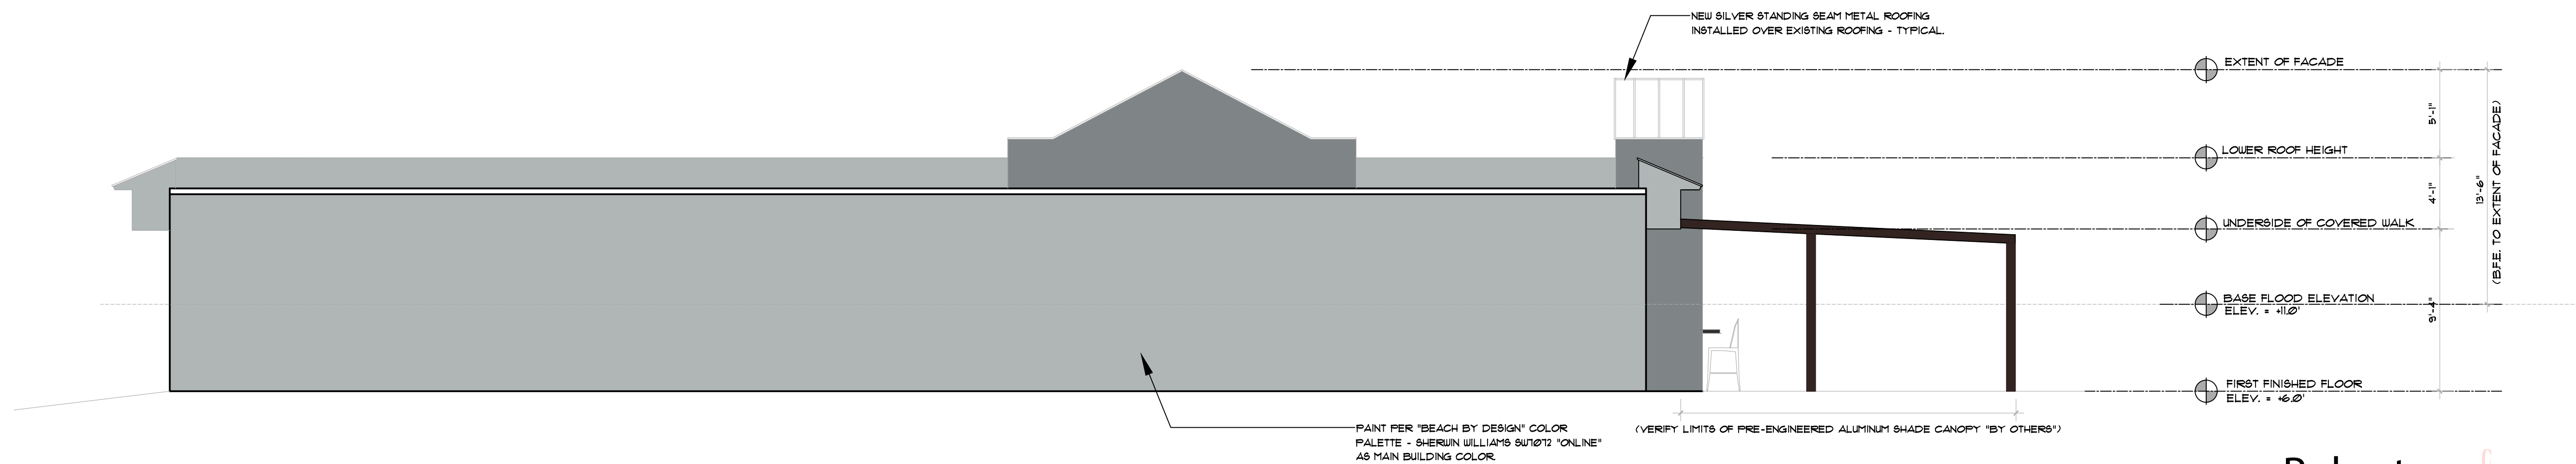 NEW SILVER STANDING SEAM METAL ROOFING
INSTALLED OVER EXISTING ROOFING - TYPICAL.
EXTENT OF FACADE
5'-1"
LOWER ROOF HEIGHT
4'-1"
13'-6"
(B.F.E. TO EXTENT OF FACADE)
UNDERSIDE OF COVERED WALK
BASE FLOOD ELEVATION
ELEV. = +11.0'
9'-4"
FIRST FINISHED FLOOR
ELEV. = +6.0'
PAINT PER "BEACH BY DESIGN" COLOR
PALETTE - SHERWIN WILLIAMS SW7072 "ONLINE"
AS MAIN BUILDING COLOR.
(VERIFY LIMITS OF PRE-ENGINEERED ALUMINUM SHADE CANOPY "BY OTHERS")